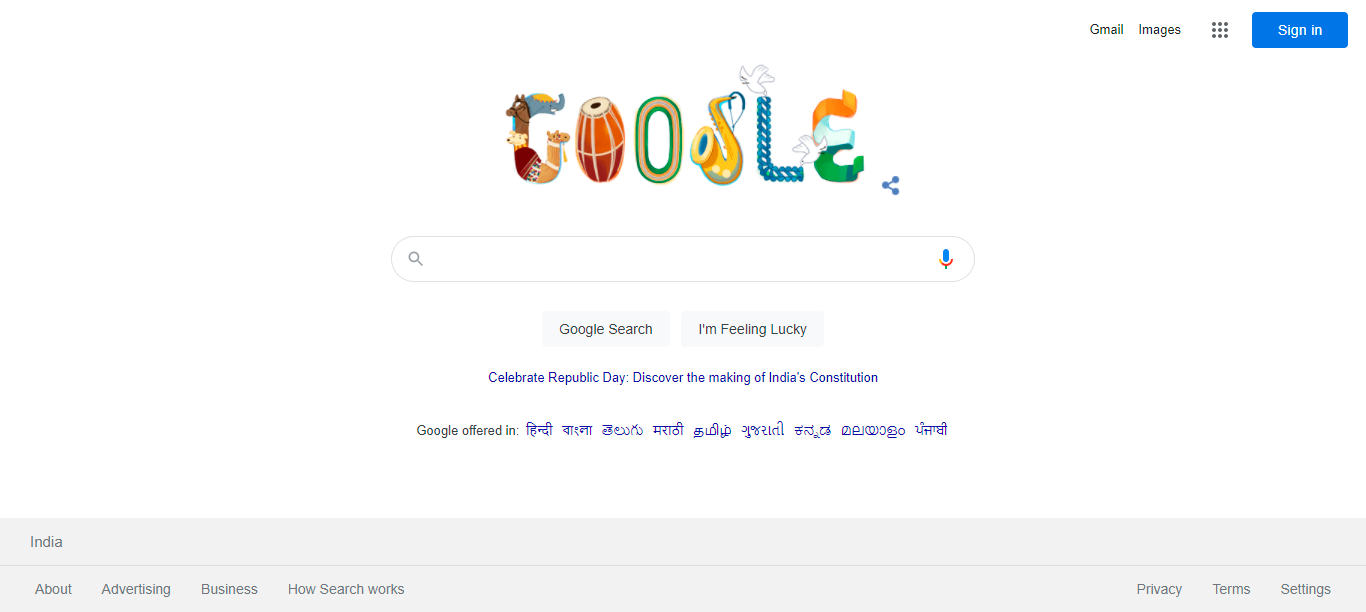 Gmail Images Sign in
GOOGLE
Google Search I'm Feeling Lucky
Celebrate Republic Day: Discover the making of India's Constitution
Google offered in: हिन्दी বাংলা తెలుగు मराठी தமிழ் ગુજરાતી ಕನ್ನಡ മലയാളം ਪੰਜਾਬੀ
India
About Advertising Business How Search works Privacy Terms Settings